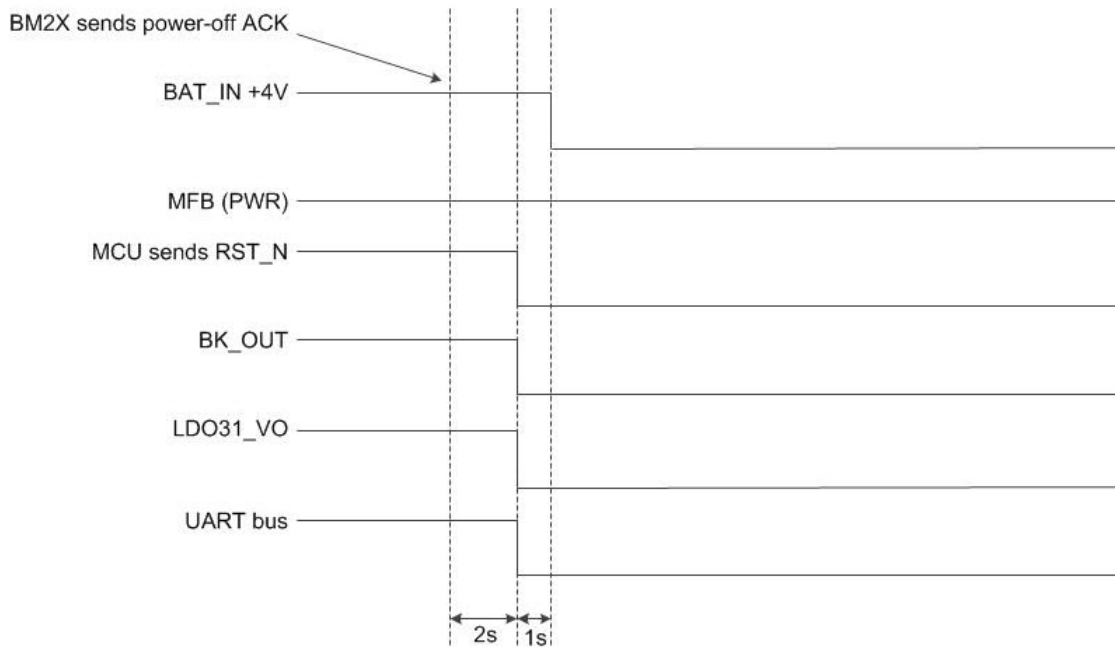 BM2X sends power-off ACK
BAT_IN +4V
MFB (PWR)
MCU sends RST_N
BK_OUT
LDO31_VO
UART bus
2s
1s